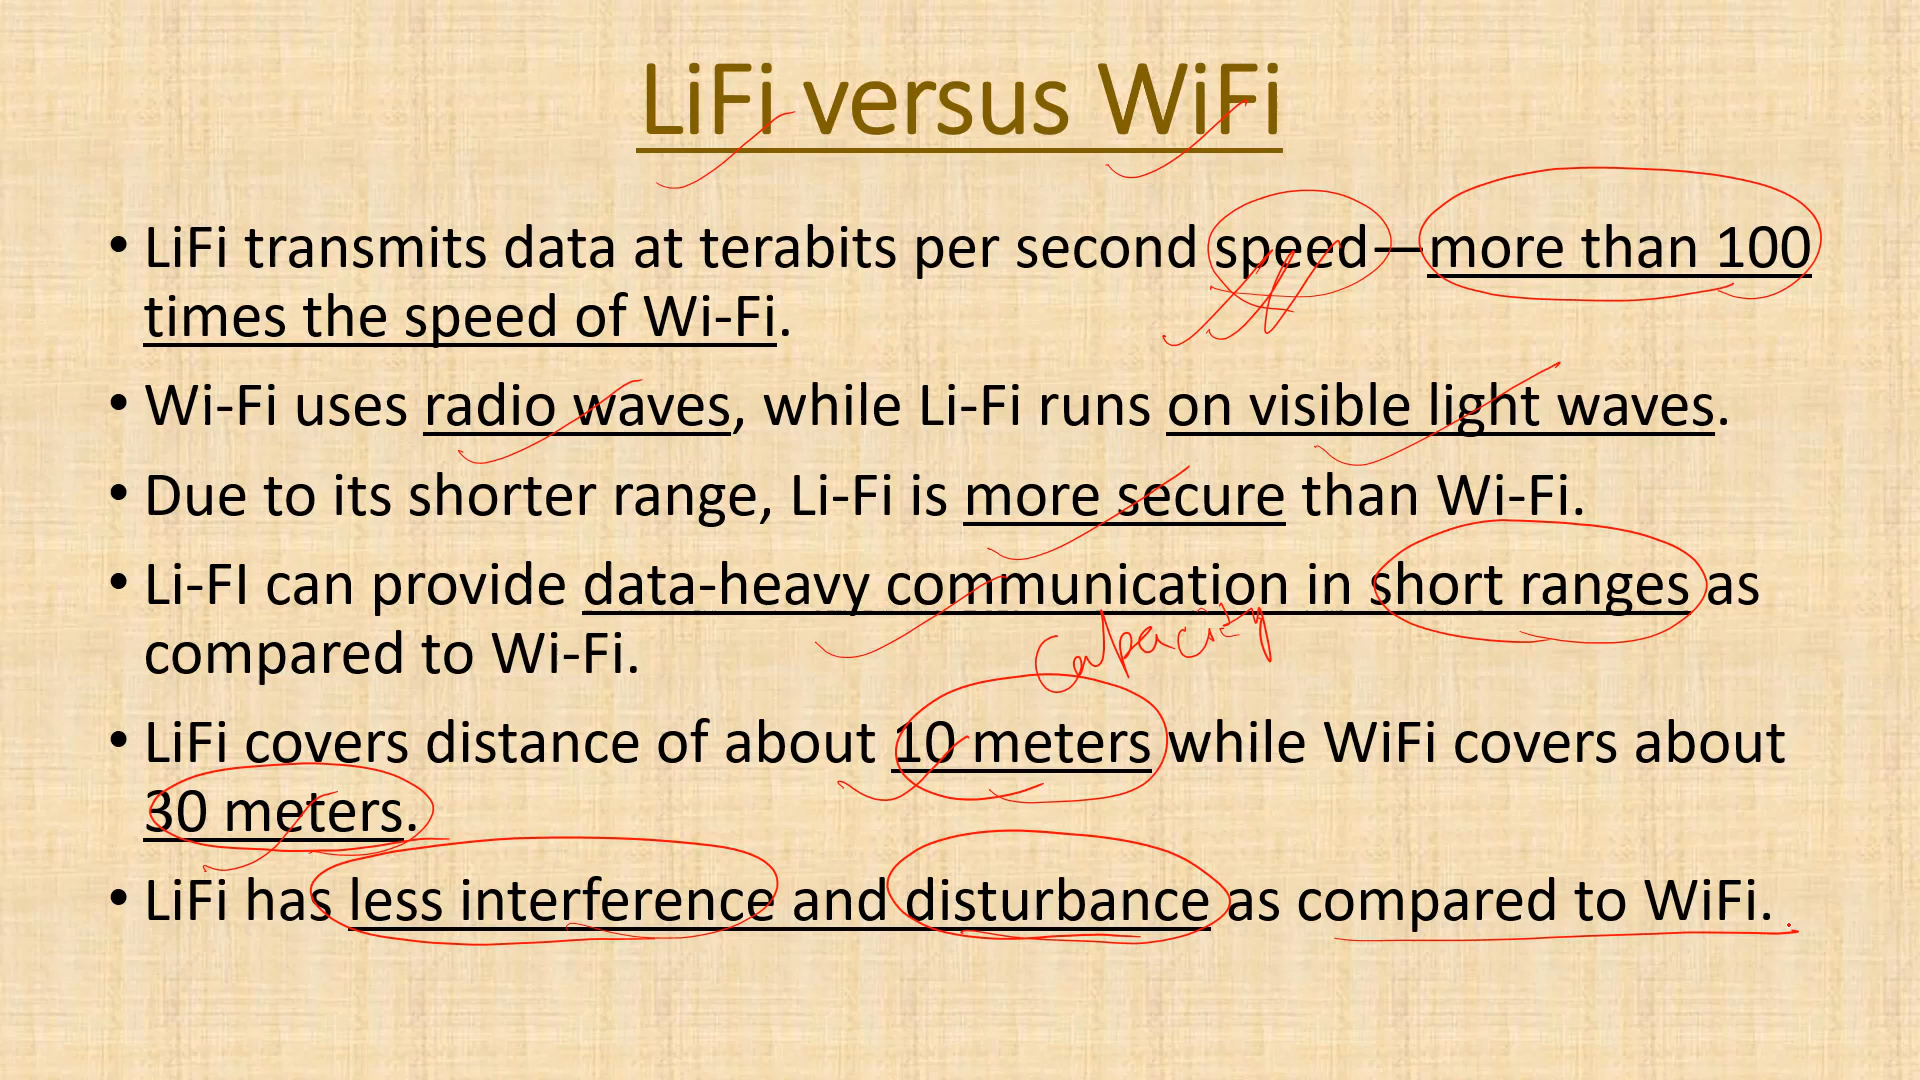 LiFi versus WiFi
• LiFi transmits data at terabits per second speed—more than 100
times the speed of Wi-Fi.
• Wi-Fi uses radio waves, while Li-Fi runs on visible light waves.
• Due to its shorter range, Li-Fi is more secure than Wi-Fi.
• Li-FI can provide data-heavy communication in short ranges as
compared to Wi-Fi.
Capacity
• LiFi covers distance of about 10 meters while WiFi covers about
30 meters.
• LiFi has less interference and disturbance as compared to WiFi.